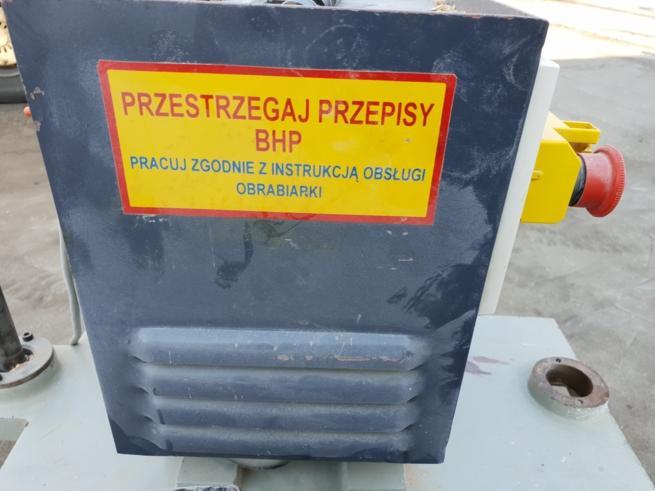 PRZESTRZEGAJ PRZEPISY
BHP
PRACUJ ZGODNIE Z INSTRUKCJĄ OBSŁUGI
OBRABIARKI